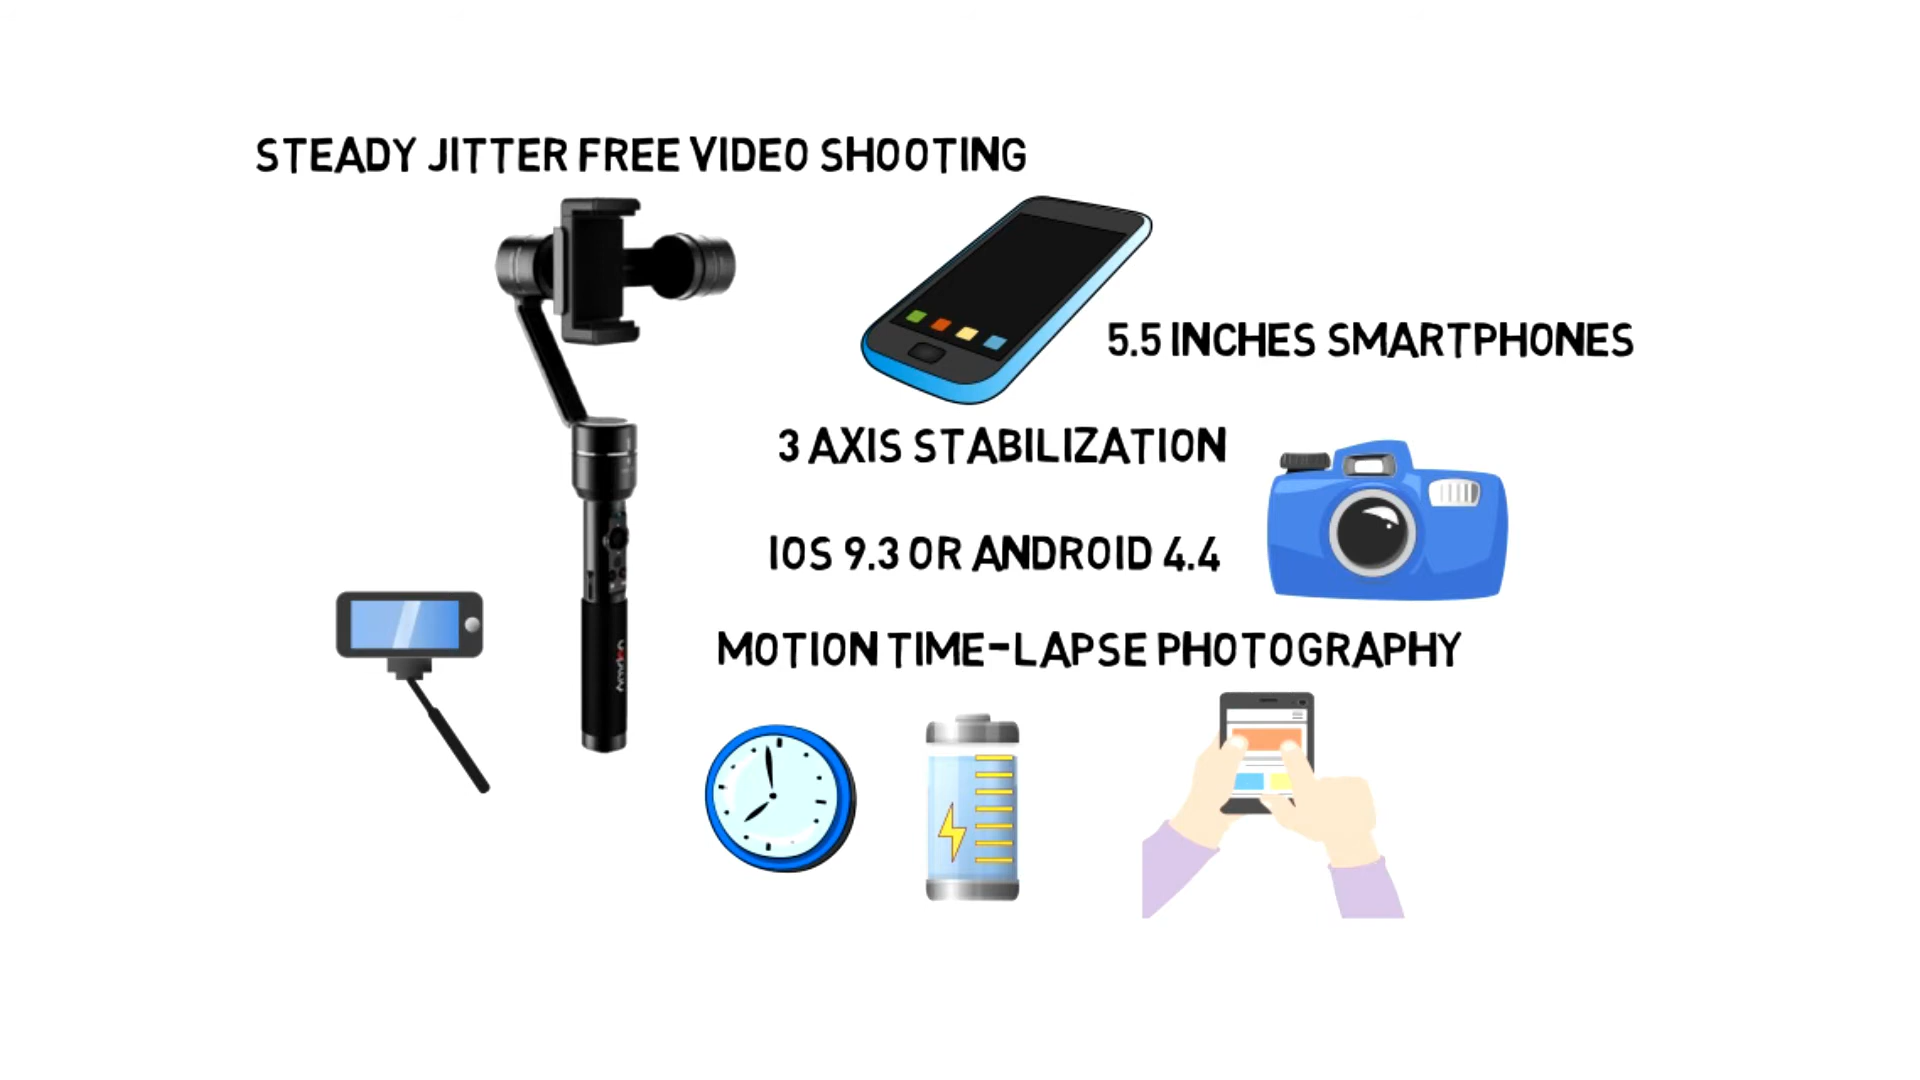 STEADY JITTER FREE VIDEO SHOOTING
5.5 INCHES SMARTPHONES
3 AXIS STABILIZATION
IOS 9.3 OR ANDROID 4.4
MOTION TIME-LAPSE PHOTOGRAPHY